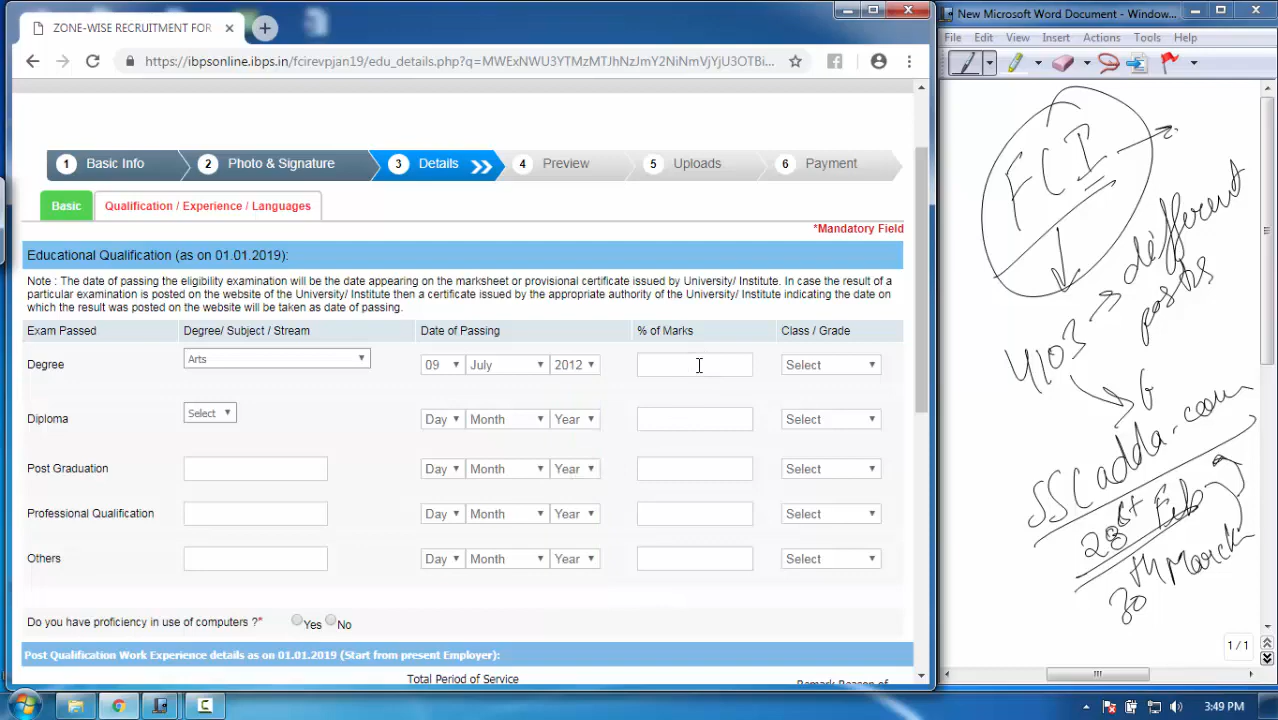 ZONE-WISE RECRUITMENT FOR
New Microsoft Word Document - Window...
https://ibpsonline.ibps.in/fcinvpjan19/edu_details.php?n=MWExNWU3YTMzMTJhNzJmY2NiNmVjYjU3OTBi...
File Edit View Insert Actions Tools Help
1 Basic Info 2 Photo & Signature 3 Details 4 Preview 5 Uploads 6 Payment
Basic Qualification / Experience / Languages
*Mandatory Field
Educational Qualification (as on 01.01.2019):
Note : The date of passing the eligibility examination will be the date appearing on the marksheet or provisional certificate issued by University/ Institute. In case the result of a
particular examination is posted on the website of the University/ Institute then a certificate issued by the appropriate authority of the University/ Institute indicating the date on
which the result was posted on the website will be taken as date of passing.
Exam Passed Degree/ Subject / Stream Date of Passing % of Marks Class / Grade
Degree Arts 09 July 2012 Select
Diploma Select Day Month Year Select
Post Graduation Day Month Year Select
Professional Qualification Day Month Year Select
Others Day Month Year Select
Do you have proficiency in use of computers ?* Yes No
Post Qualification Work Experience details as on 01.01.2019 (Start from present Employer):
Total Period of Service
Remark Reason of
FCI
different
posts
4103
6
SSCadda.com
28st Feb
30th March
1 / 1
3:49 PM